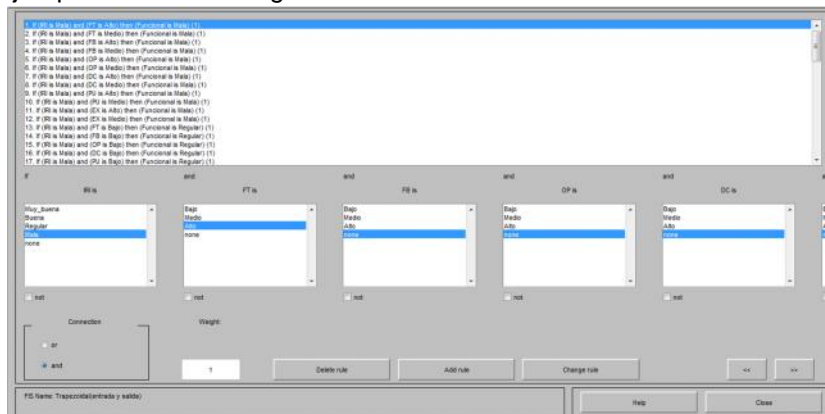 1. If (IRI is Mala) and (FT is Alto) then (Funcional is Mala) (1)
2. If (IRI is Mala) and (FT is Medio) then (Funcional is Mala) (1)
3. If (IRI is Mala) and (FB is Alto) then (Funcional is Mala) (1)
4. If (IRI is Mala) and (FB is Medio) then (Funcional is Mala) (1)
5. If (IRI is Mala) and (OP is Alto) then (Funcional is Mala) (1)
6. If (IRI is Mala) and (OP is Medio) then (Funcional is Mala) (1)
7. If (IRI is Mala) and (DC is Alto) then (Funcional is Mala) (1)
8. If (IRI is Mala) and (DC is Medio) then (Funcional is Mala) (1)
9. If (IRI is Mala) and (PU is Alto) then (Funcional is Mala) (1)
10. If (IRI is Mala) and (PU is Medio) then (Funcional is Mala) (1)
11. If (IRI is Mala) and (EX is Alto) then (Funcional is Mala) (1)
12. If (IRI is Mala) and (EX is Medio) then (Funcional is Mala) (1)
13. If (IRI is Mala) and (FT is Bajo) then (Funcional is Regular) (1)
14. If (IRI is Mala) and (FB is Bajo) then (Funcional is Regular) (1)
15. If (IRI is Mala) and (OP is Bajo) then (Funcional is Regular) (1)
16. If (IRI is Mala) and (DC is Bajo) then (Funcional is Regular) (1)
17. If (IRI is Mala) and (PU is Bajo) then (Funcional is Regular) (1)
If and and and and
IRI is FT is FB is OP is DC is
Muy_buena Bajo Bajo Bajo Bajo
Buena Medio Medio Medio Medio
Regular Alto Alto Alto Alto
Mala none none none none
none
not not not not not
Connection Weight:
or
and 1 Delete rule Add rule Change rule << >>
FIS Name: Trapezoidal(entrada y salida) Help Close